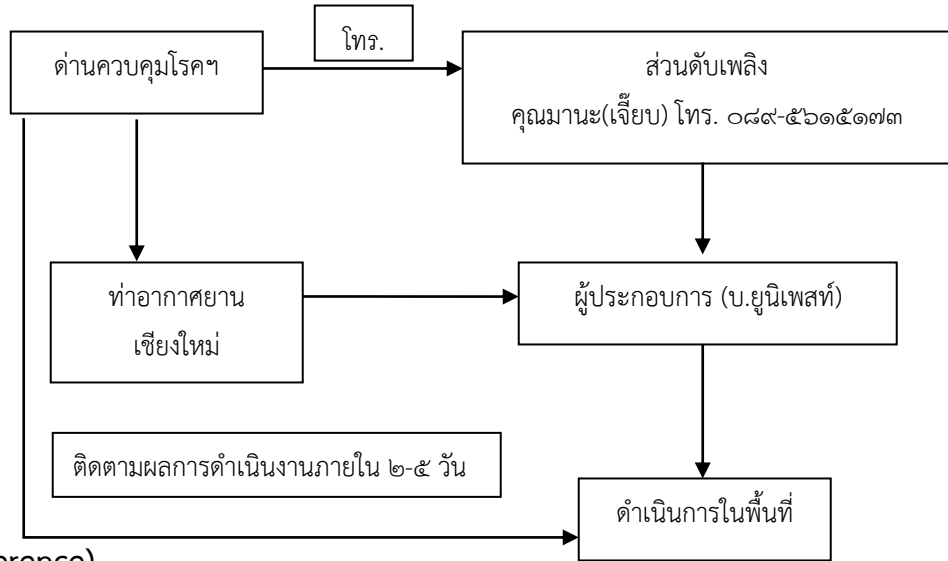 โทร.
ด่านควบคุมโรคฯ
ส่วนดับเพลิง
คุณมานะ(เจี๊ยบ) โทร. ๐๘๙-๕๖๑๕๑๗๓
ท่าอากาศยาน
เชียงใหม่
ผู้ประกอบการ (บ.ยูนิเพสท์)
ติดตามผลการดำเนินงานภายใน ๒-๕ วัน
ดำเนินการในพื้นที่